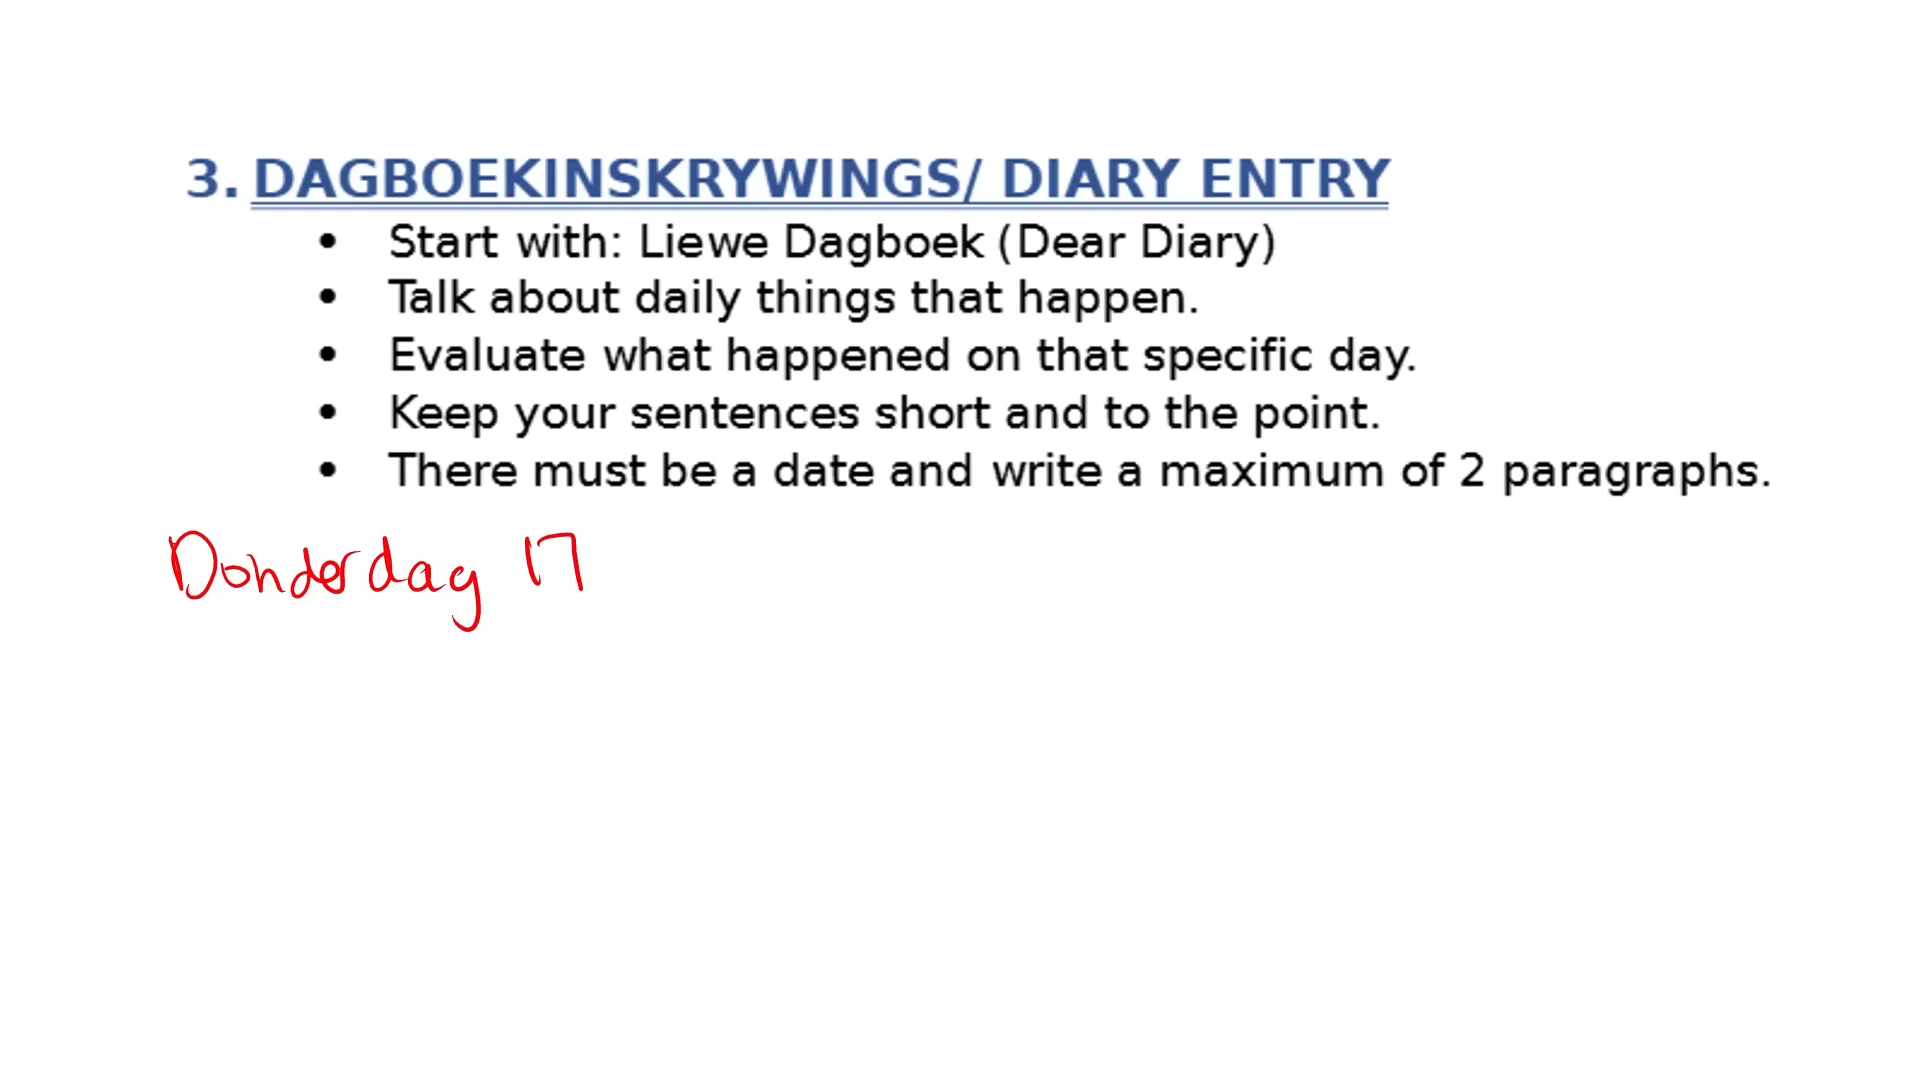 3. DAGBOEKINSKRYWINGS/ DIARY ENTRY
• Start with: Liewe Dagboek (Dear Diary)
• Talk about daily things that happen.
• Evaluate what happened on that specific day.
• Keep your sentences short and to the point.
• There must be a date and write a maximum of 2 paragraphs.
Donderdag 17